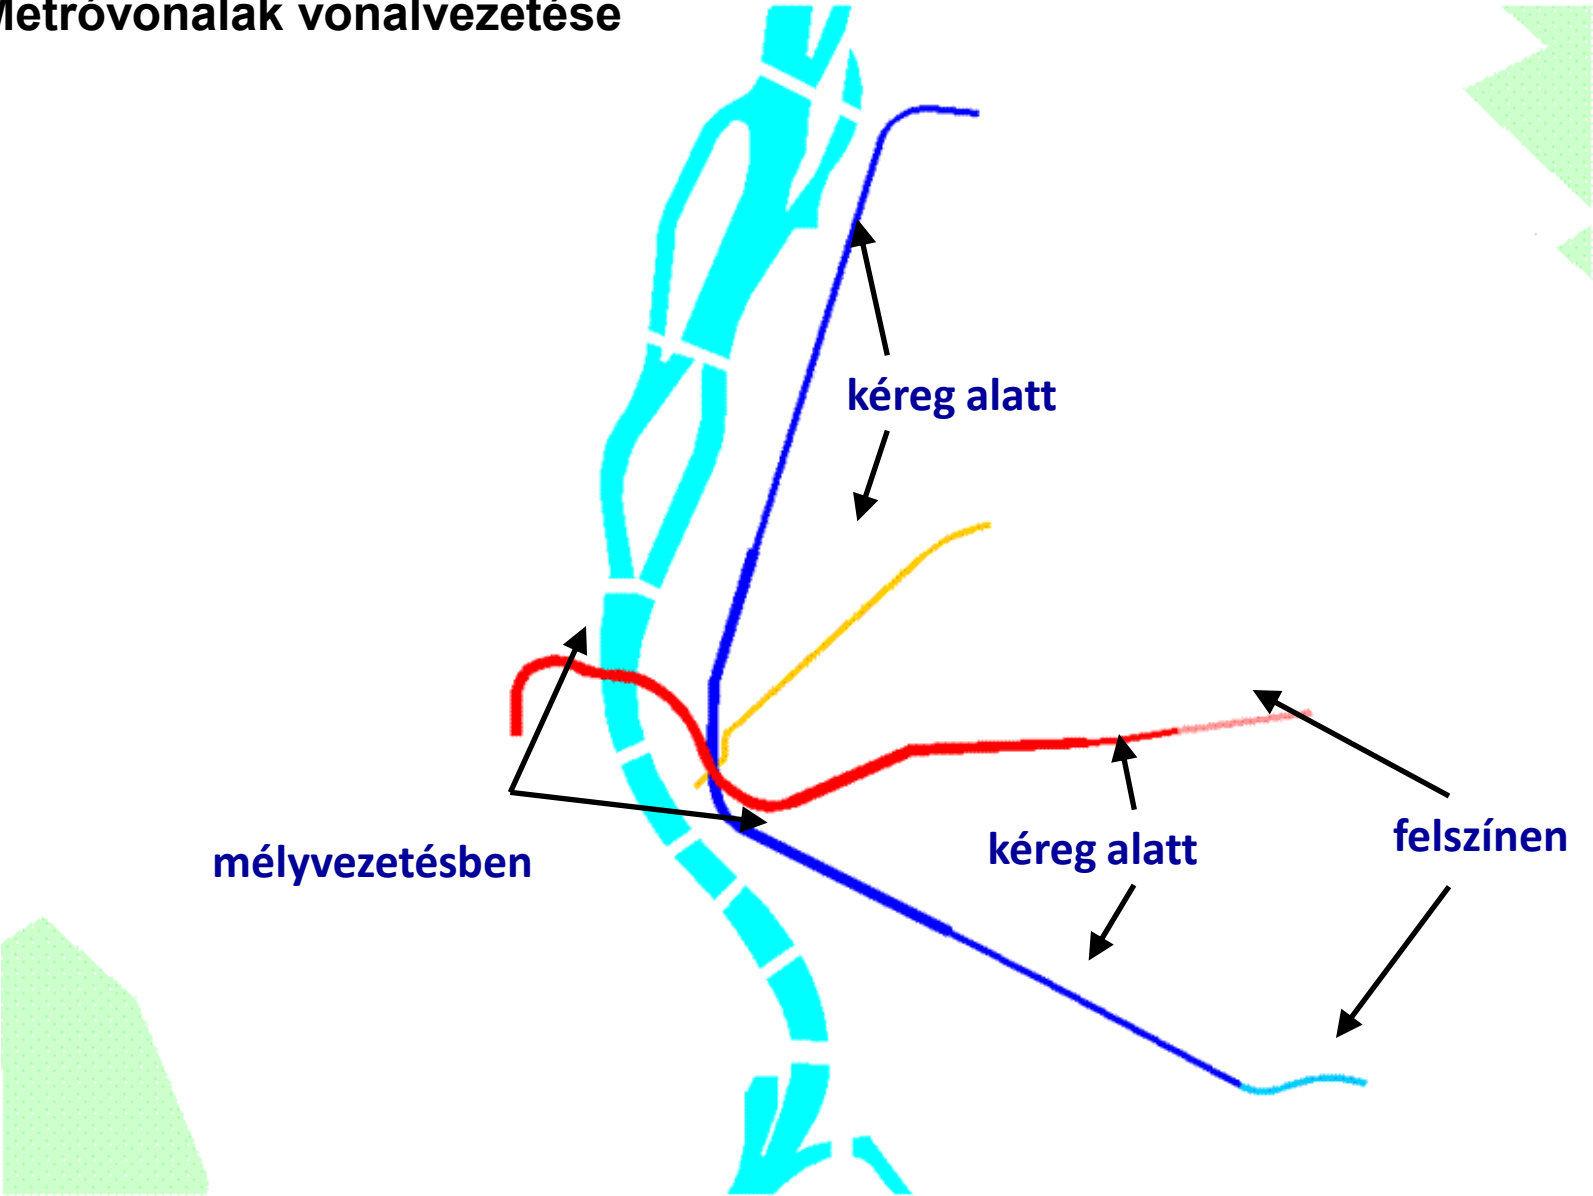 Metróvonalak vonalvezetése
kéreg alatt
kéreg alatt
felszínen
mélyvezetésben